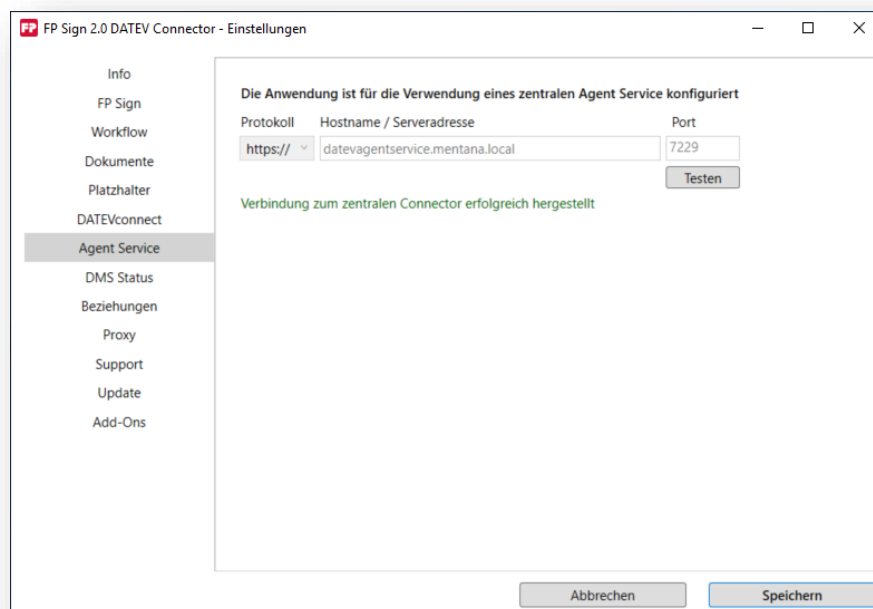 FP FP Sign 2.0 DATEV Connector - Einstellungen
Info
FP Sign
Workflow
Dokumente
Platzhalter
DATEVconnect
Agent Service
DMS Status
Beziehungen
Proxy
Support
Update
Add-Ons
Die Anwendung ist für die Verwendung eines zentralen Agent Service konfiguriert
Protokoll Hostname / Serveradresse Port
https:// datevagentservice.mentana.local 7229
Testen
Verbindung zum zentralen Connector erfolgreich hergestellt
Abbrechen Speichern